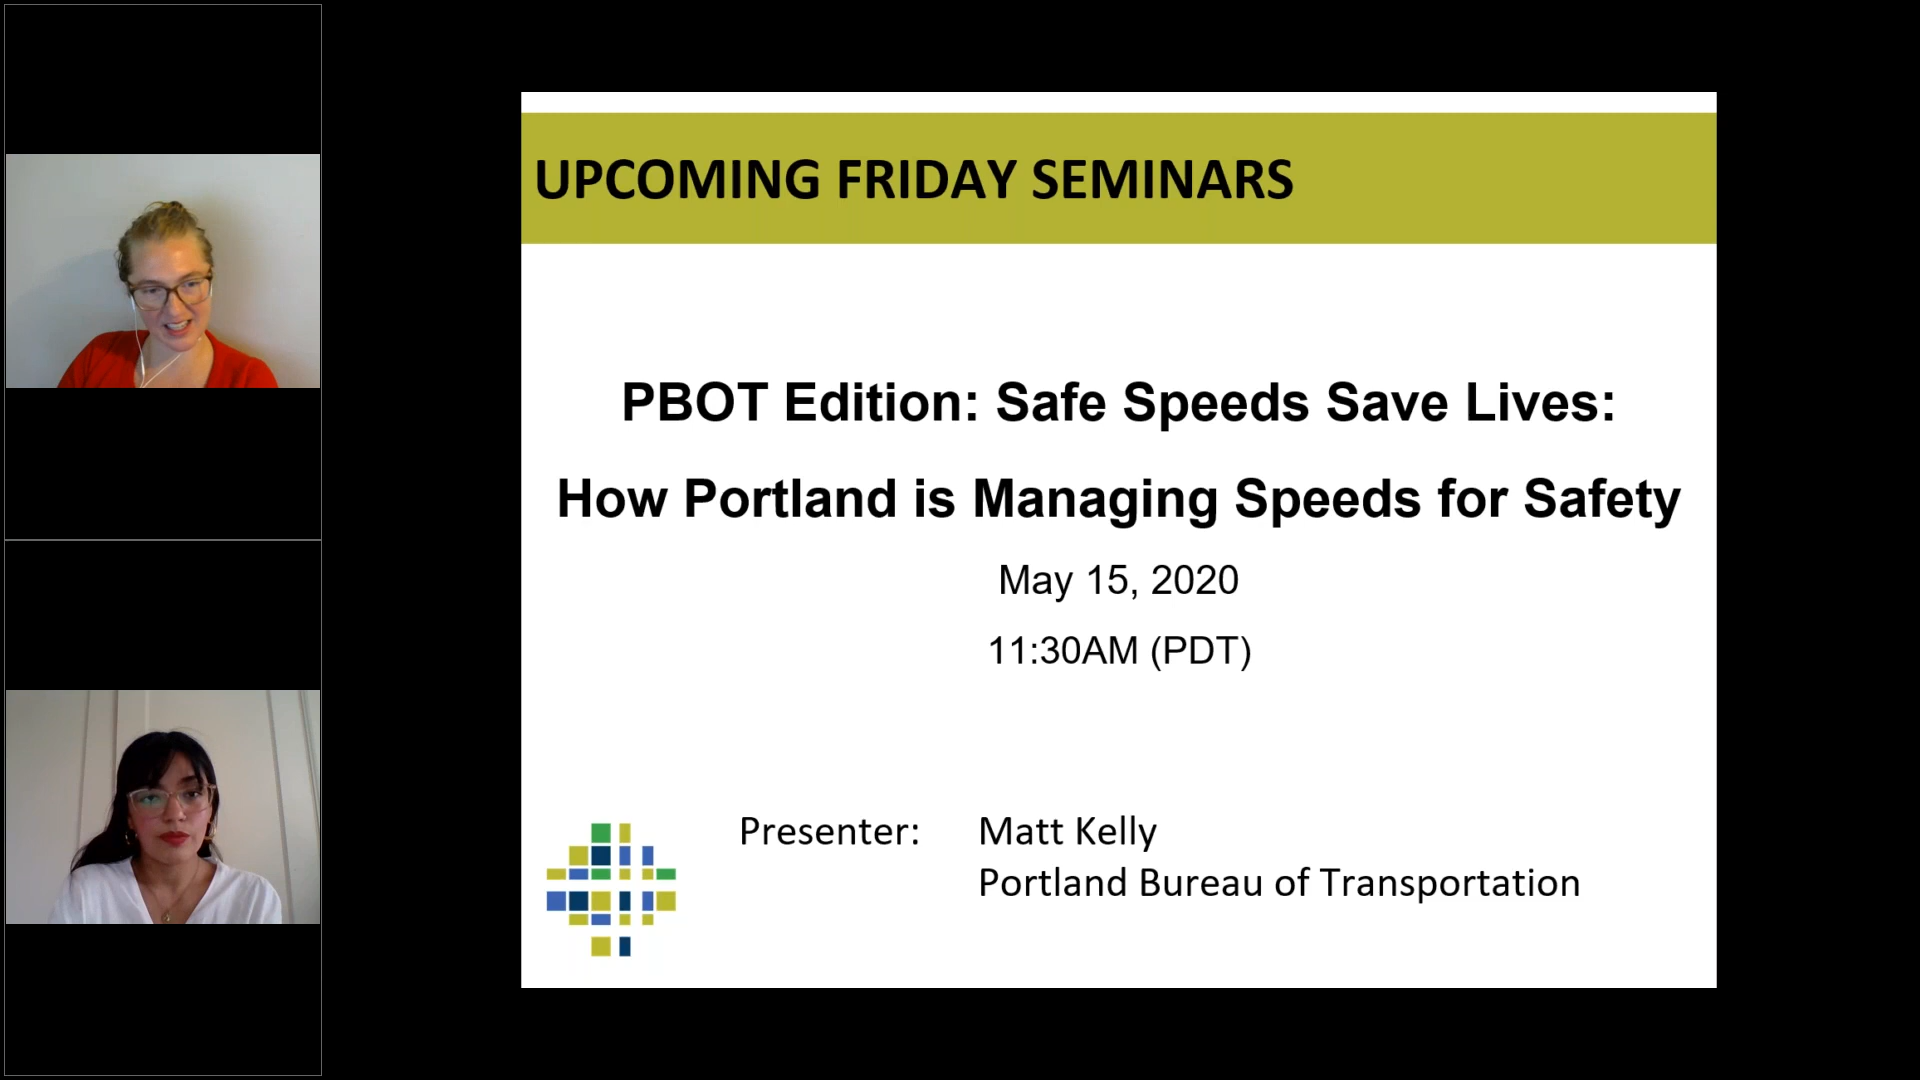 UPCOMING FRIDAY SEMINARS
PBOT Edition: Safe Speeds Save Lives:
How Portland is Managing Speeds for Safety
May 15, 2020
11:30AM (PDT)
Presenter: Matt Kelly
Portland Bureau of Transportation